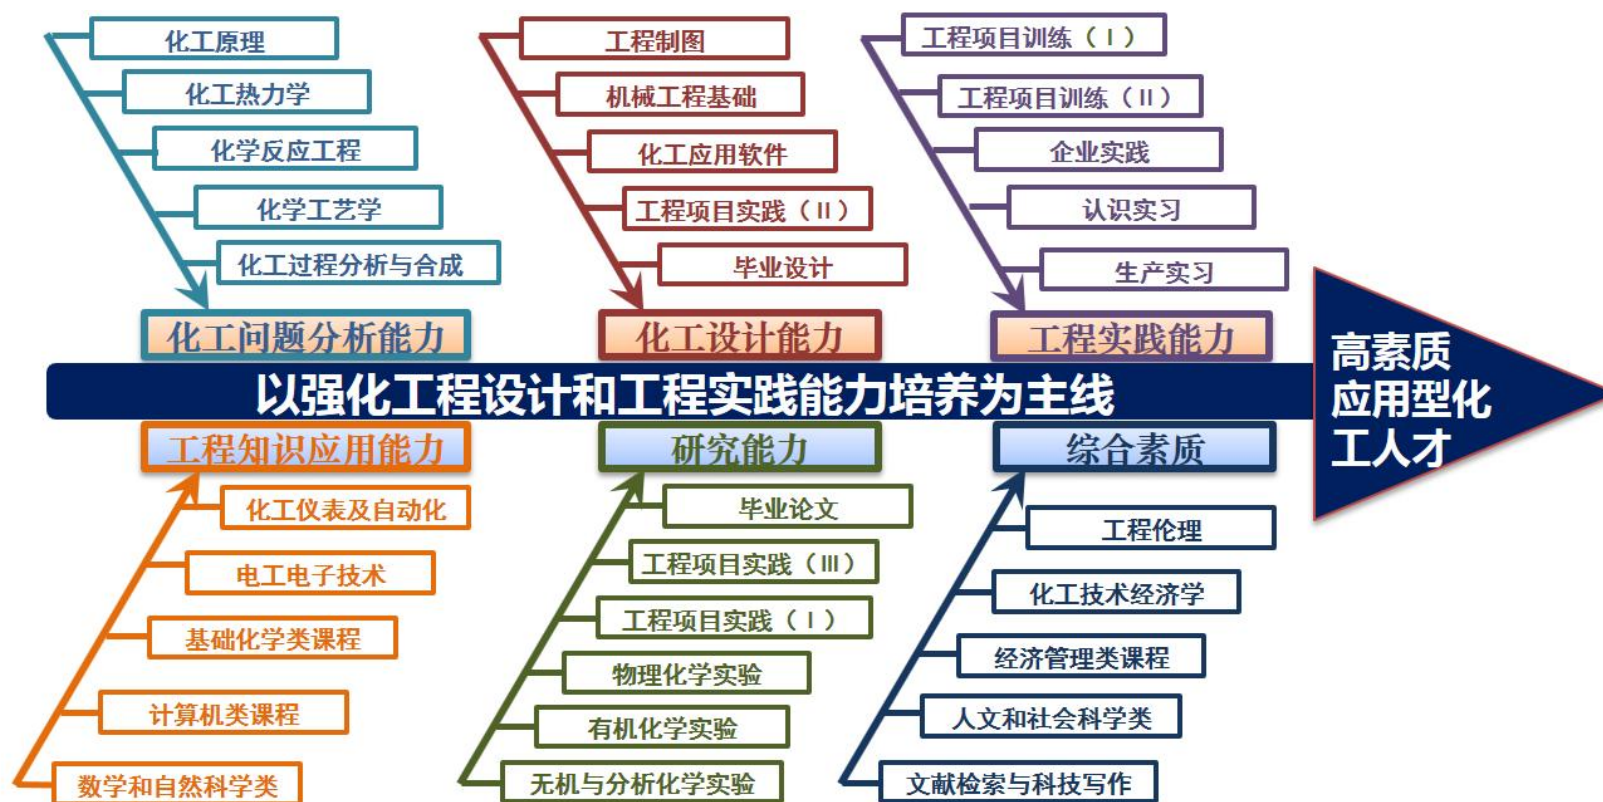 化工原理
化工热力学
化学反应工程
化学工艺学
化工过程分析与合成
化工问题分析能力
工程制图
机械工程基础
化工应用软件
工程项目实践（II）
毕业设计
化工设计能力
工程项目训练（I）
工程项目训练（II）
企业实践
认识实习
生产实习
工程实践能力
以强化工程设计和工程实践能力培养为主线
高素质
应用型化
工人才
工程知识应用能力
化工仪表及自动化
电工电子技术
基础化学类课程
计算机类课程
数学和自然科学类
研究能力
毕业论文
工程项目实践（III）
工程项目实践（I）
物理化学实验
有机化学实验
无机与分析化学实验
综合素质
工程伦理
化工技术经济学
经济管理类课程
人文和社会科学类
文献检索与科技写作